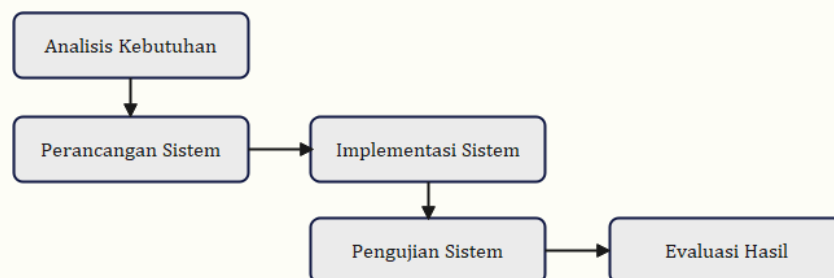 Analisis Kebutuhan
Perancangan Sistem
Implementasi Sistem
Pengujian Sistem
Evaluasi Hasil